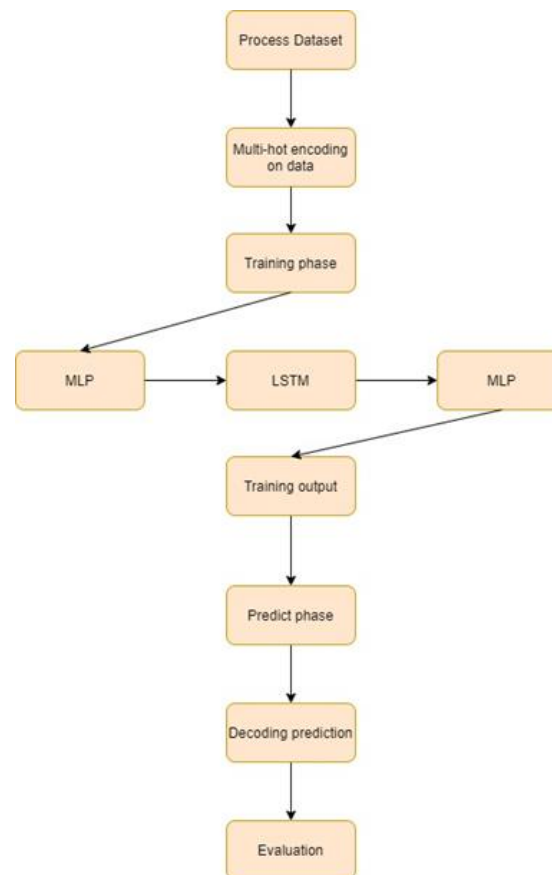 Process Dataset
Multi-hot encoding
on data
Training phase
MLP
LSTM
MLP
Training output
Predict phase
Decoding prediction
Evaluation